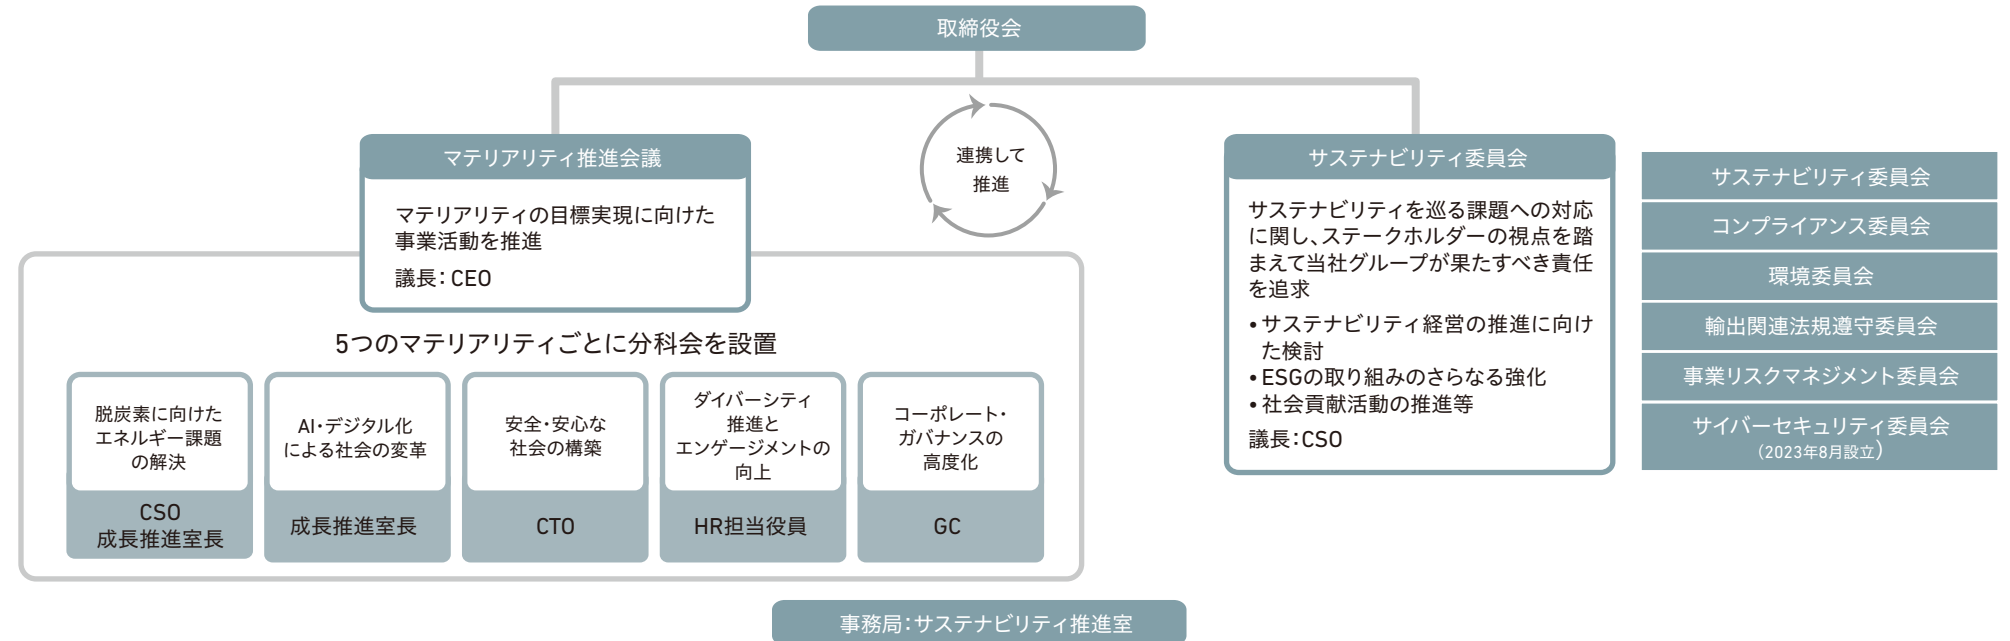 取締役会
マテリアリティ推進会議
マテリアリティの目標実現に向けた
事業活動を推進
議長：CEO
連携して
推進
サステナビリティ委員会
サステナビリティを巡る課題への対応
に関し、ステークホルダーの視点を踏
まえて当社グループが果たすべき責任
を追求
•サステナビリティ経営の推進に向け
た検討
•ESGの取り組みのさらなる強化
•社会貢献活動の推進等
議長：CSO
サステナビリティ委員会
コンプライアンス委員会
環境委員会
輸出関連法規遵守委員会
事業リスクマネジメント委員会
サイバーセキュリティ委員会
（2023年8月設立）
5つのマテリアリティごとに分科会を設置
脱炭素に向けた
エネルギー課題
の解決
CSO
成長推進室長
AI・デジタル化
による社会の変革
成長推進室長
安全・安心な
社会の構築
CTO
ダイバーシティ
推進と
エンゲージメントの
向上
HR担当役員
コーポレート・
ガバナンスの
高度化
GC
事務局：サステナビリティ推進室